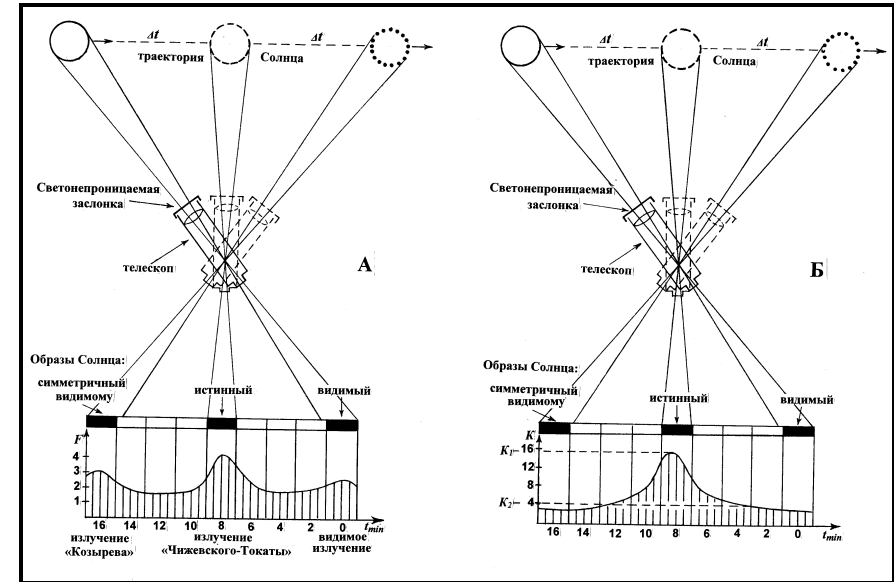 Δt
Δt
траектория Солнца
Светонепроницаемая
заслонка
телескоп
А
Образы Солнца:
симметричный
видимому
истинный
видимый
F
4
3
2
1
16 14 12 10 8 6 4 2 0 tmin
излучение
«Козырева»
излучение
«Чижевского-Токаты»
видимое
излучение
Δt
Δt
траектория Солнца
Светонепроницаемая
заслонка
телескоп
Б
Образы Солнца:
симметричный
видимому
истинный
видимый
K
K1 16
12
8
K2 4
16 14 12 10 8 6 4 2 0 tmin